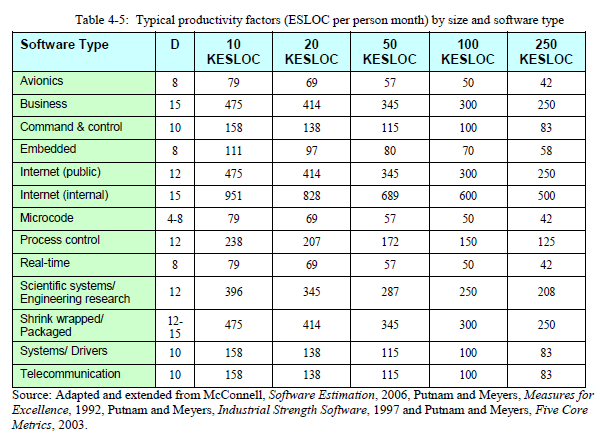 Table 4-5: Typical productivity factors (ESLOC per person month) by size and software type
Software Type D 10 KESLOC 20 KESLOC 50 KESLOC 100 KESLOC 250 KESLOC
Avionics 8 79 69 57 50 42
Business 15 475 414 345 300 250
Command & control 10 158 138 115 100 83
Embedded 8 111 97 80 70 58
Internet (public) 12 475 414 345 300 250
Internet (internal) 15 951 828 689 600 500
Microcode 4-8 79 69 57 50 42
Process control 12 238 207 172 150 125
Real-time 8 79 69 57 50 42
Scientific systems/
Engineering research 12 396 345 287 250 208
Shrink wrapped/
Packaged 12-15 475 414 345 300 250
Systems/ Drivers 10 158 138 115 100 83
Telecommunication 10 158 138 115 100 83
Source: Adapted and extended from McConnell, Software Estimation, 2006, Putnam and Meyers, Measures for
Excellence, 1992, Putnam and Meyers, Industrial Strength Software, 1997 and Putnam and Meyers, Five Core
Metrics, 2003.